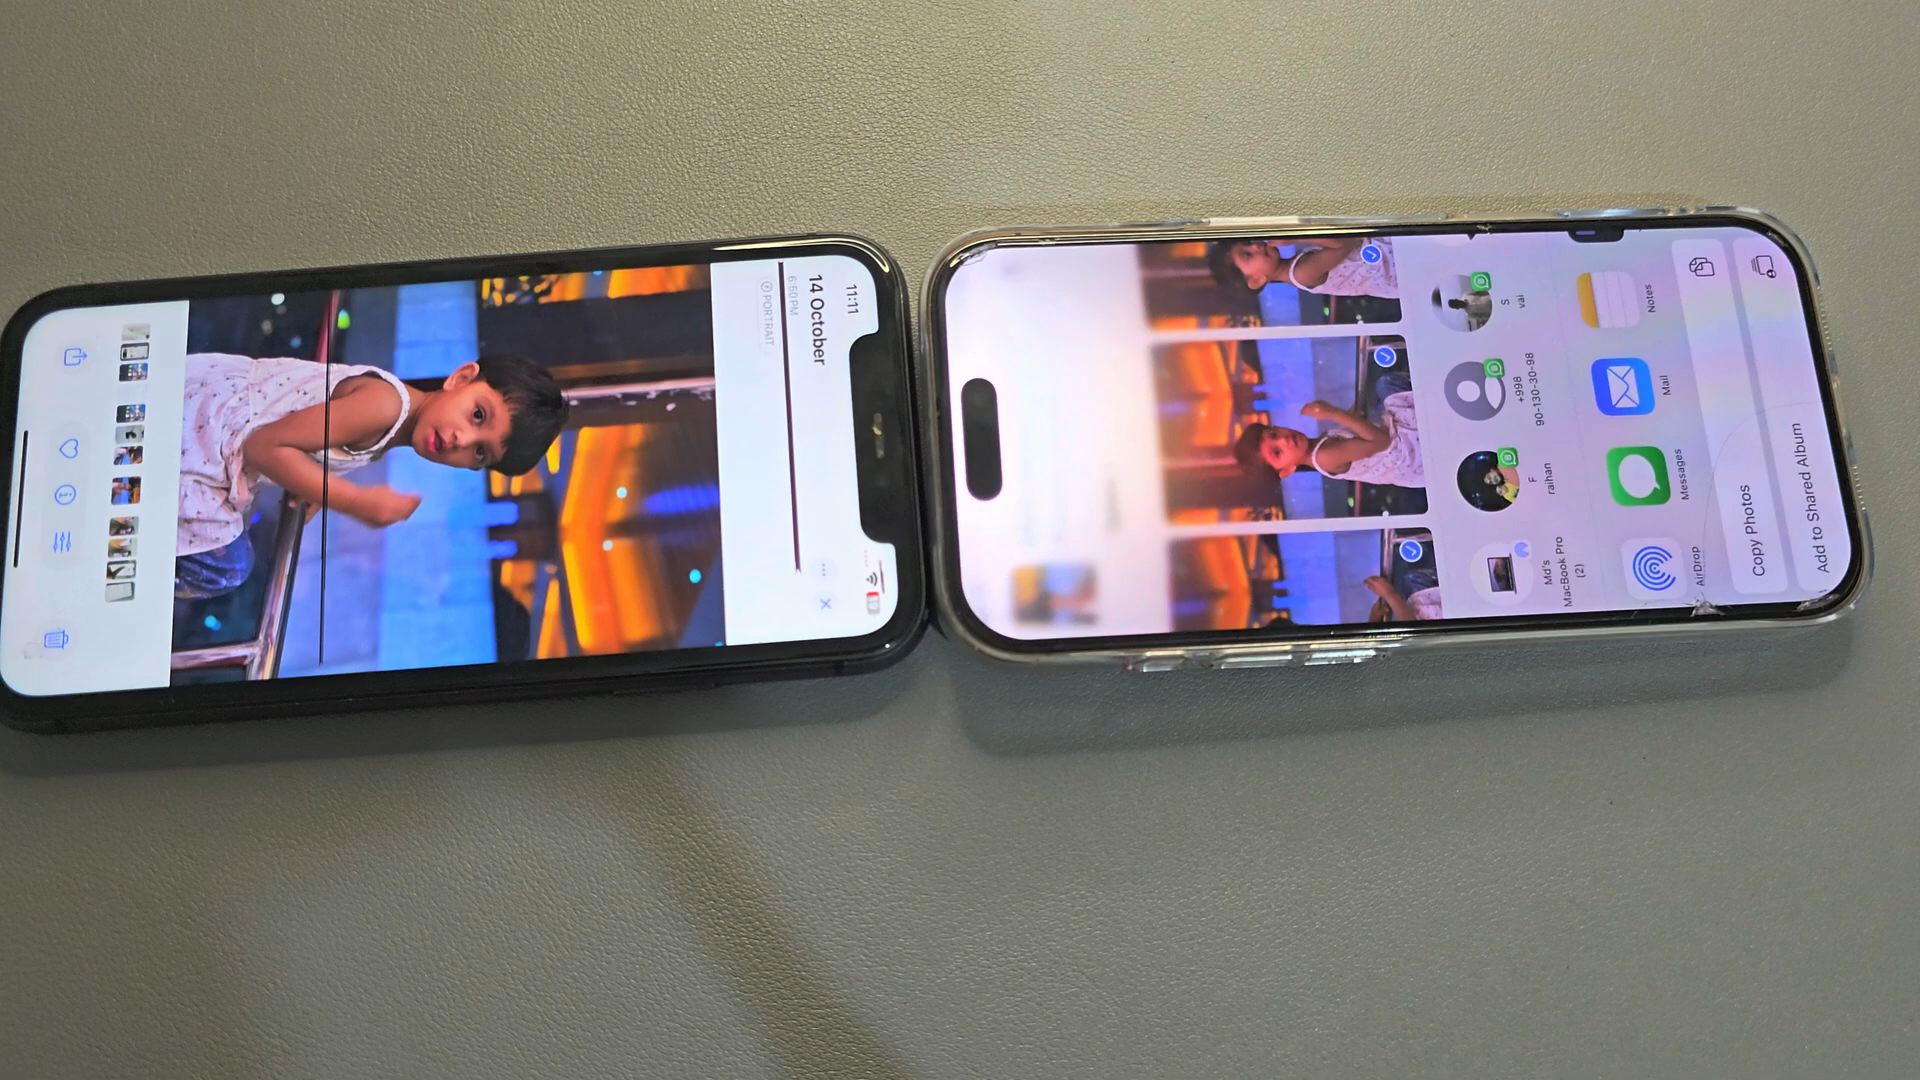 11:11
14 October
6:50 PM
PORTRAIT
S
vai
+998
90-130-30-98
F
raihan
Md's
MacBook Pro
(2)
Notes
Mail
Messages
AirDrop
Copy Photos
Add to Shared Album